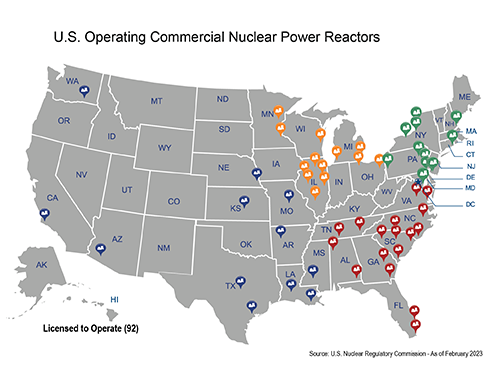 U.S. Operating Commercial Nuclear Power Reactors
WA
MT
ND
MN
ME
OR
ID
SD
WI
VT
NH
WY
MI
NY
MA
RI
CT
NE
IA
PA
NJ
NV
UT
IL
IN
OH
DE
CA
CO
KS
MO
WV
VA
MD
KY
DC
AZ
NM
OK
AR
TN
NC
SC
MS
AL
GA
AK
TX
LA
HI
FL
Licensed to Operate (92)
Source: U.S. Nuclear Regulatory Commission - As of February 2023